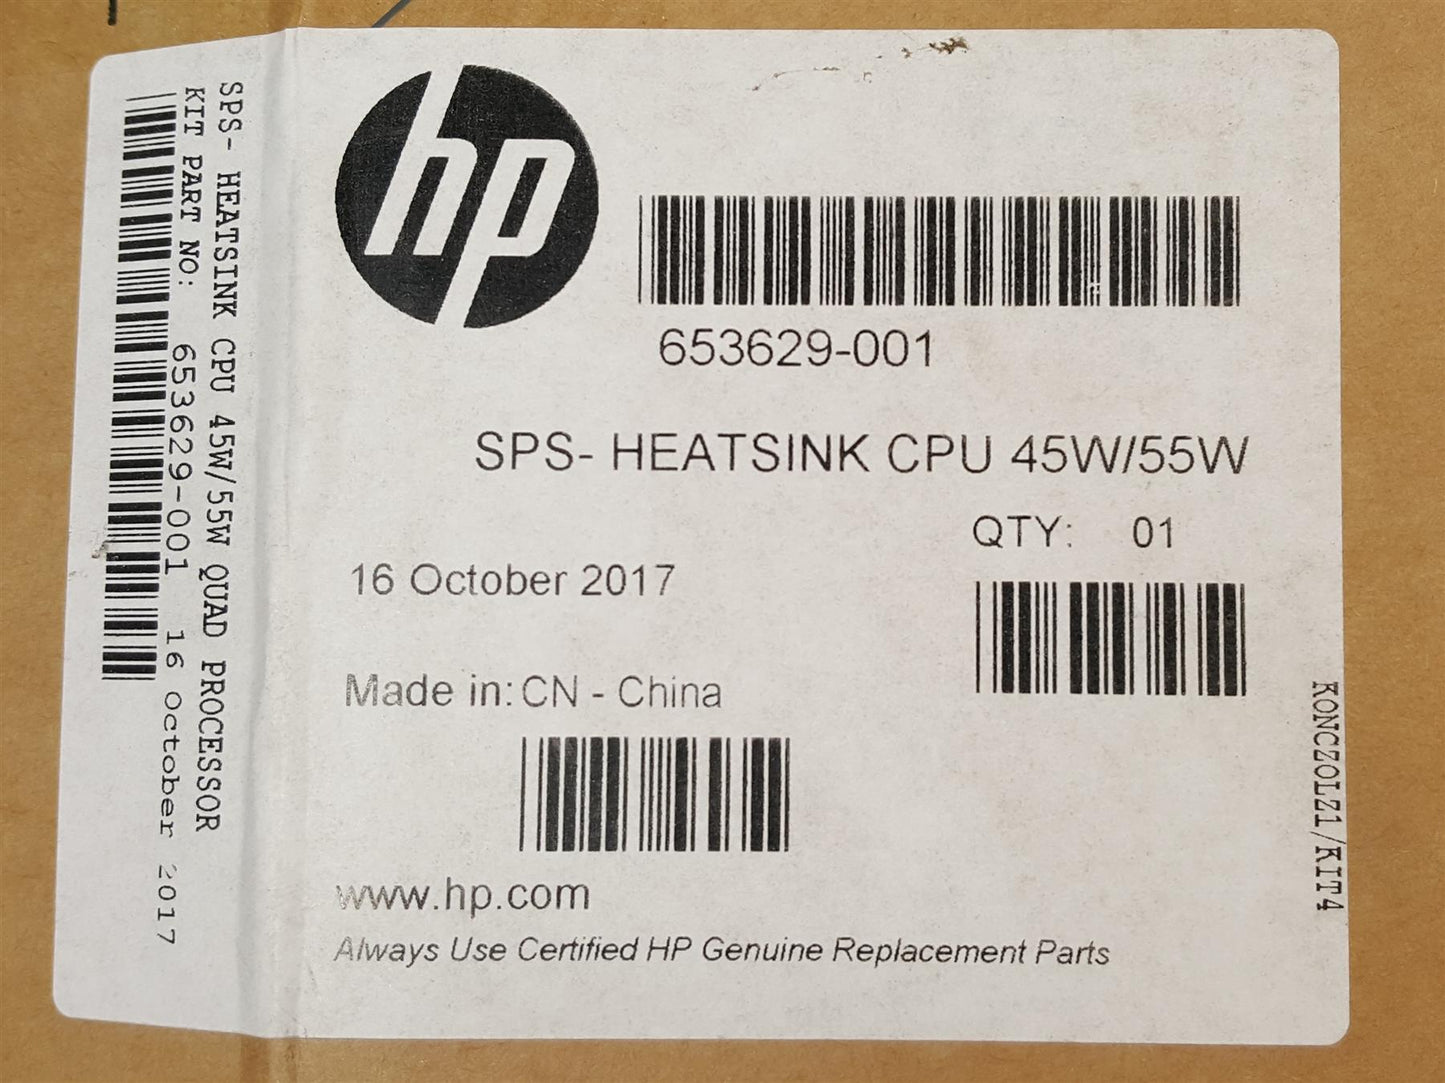 SPS- HEATSINK CPU 45W/55W QUAD PROCESSOR
KIT PART NO: 653629-001 16 October 2017
hp
653629-001
SPS- HEATSINK CPU 45W/55W
QTY: 01
16 October 2017
Made in: CN - China
www.hp.com
Always Use Certified HP Genuine Replacement Parts
KONCZOLZ1/KIT4